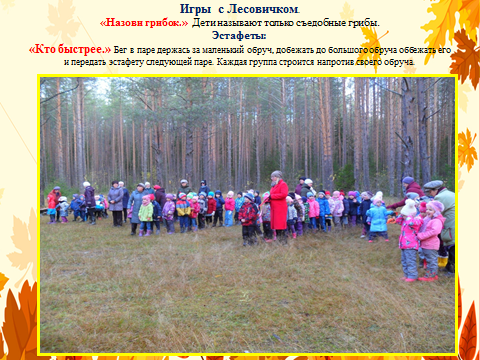 Игры с Лесовичком.
«Назови грибок.» Дети называют только съедобные грибы.
Эстафеты:
«Кто быстрее.» Бег в паре держась за маленький обруч, добежать до большого обруча оббежать его
и передать эстафету следующей паре. Каждая группа строится напротив своего обруча.